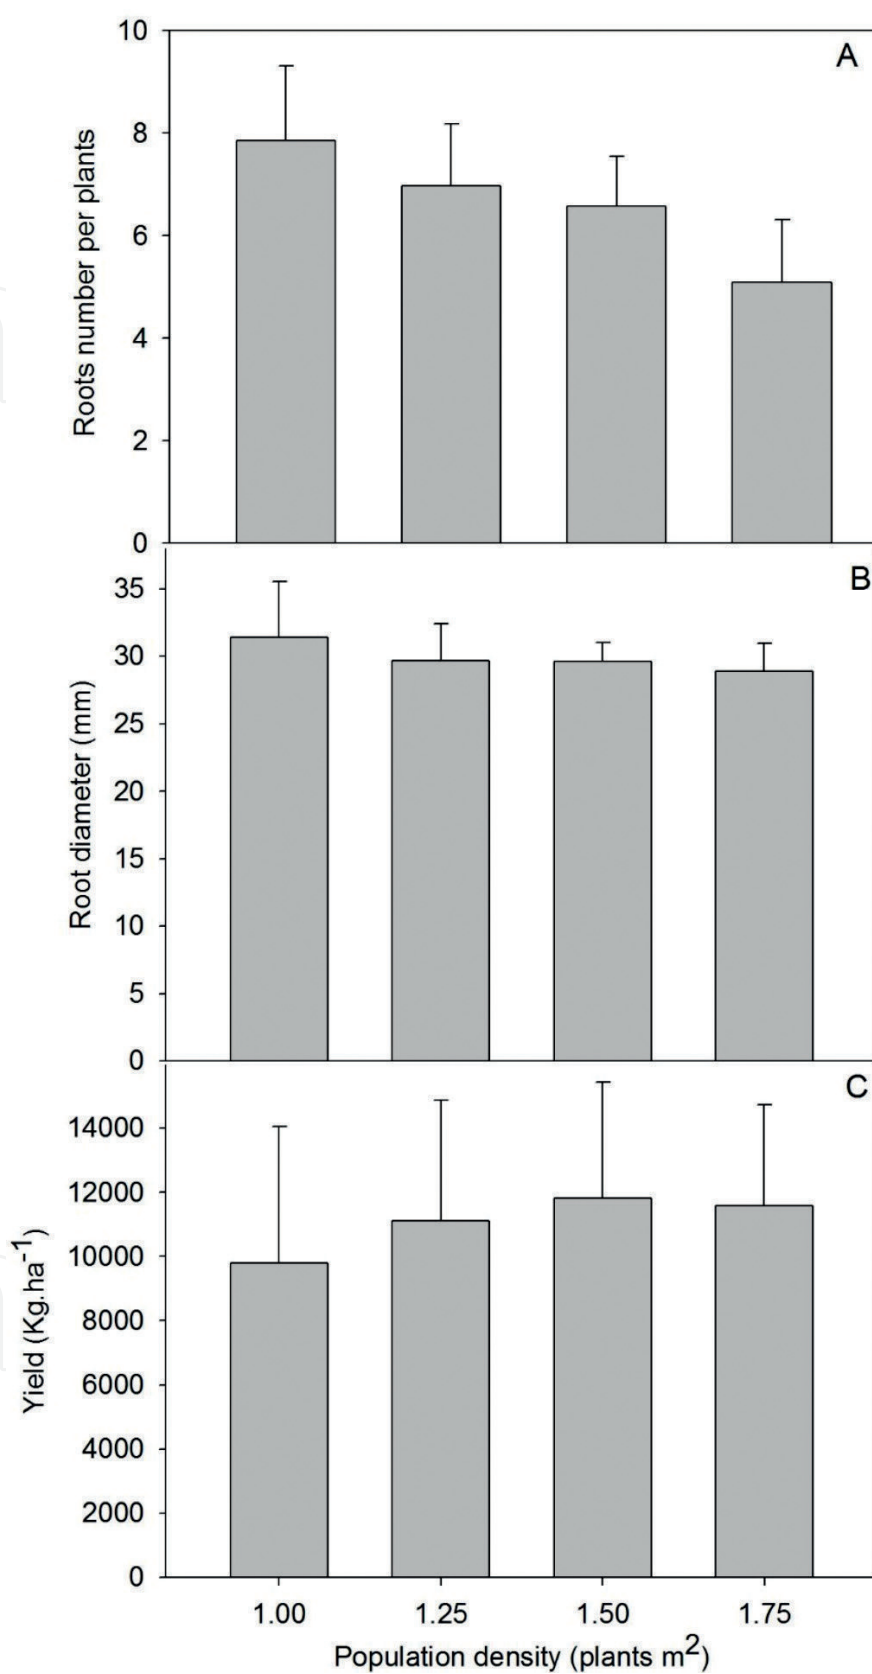 A
10
8
6
4
2
0
Roots number per plants
B
35
30
25
20
15
10
5
0
Root diameter (mm)
C
14000
12000
10000
8000
6000
4000
2000
0
Yield (Kg.ha⁻¹)
1.00 1.25 1.50 1.75
Population density (plants m²)